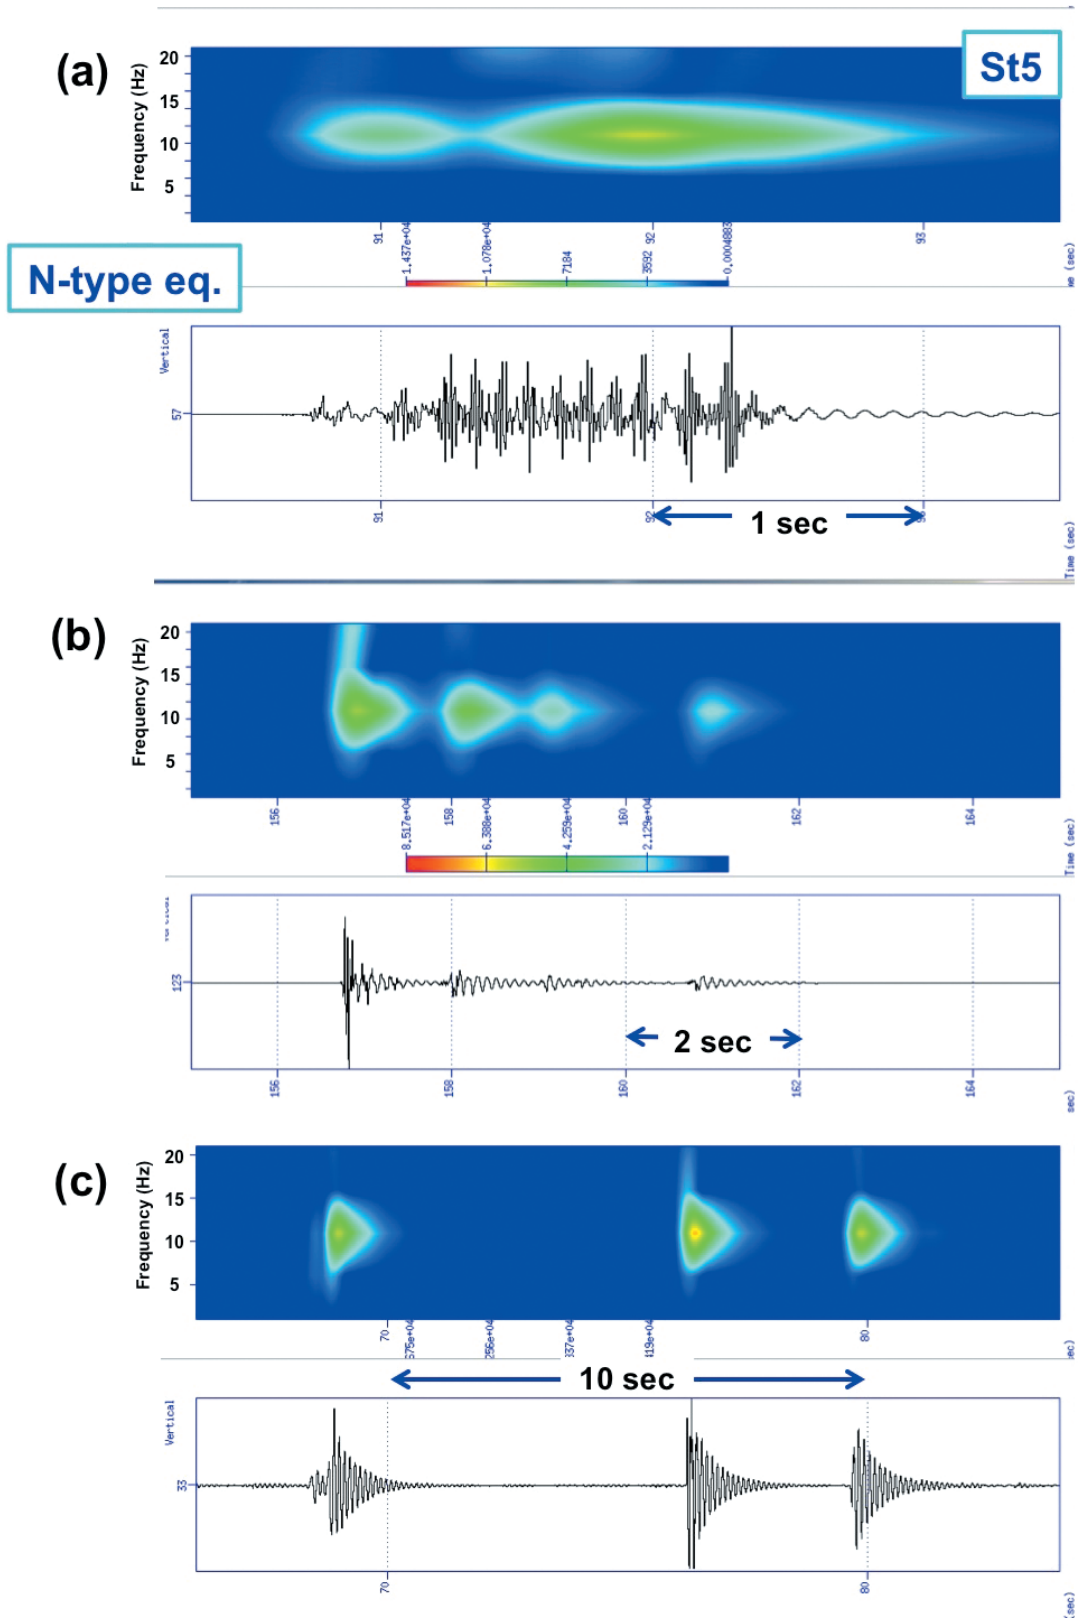 (a)
St5
Frequency (Hz)
20
15
10
5
91
92
93
1.437e+04
1.078e+04
7184
3592
0.0004883
N-type eq.
Vertical
57
91
92
1 sec
Time (sec)
(b)
Frequency (Hz)
20
15
10
5
156
158
160
162
164
Time (sec)
8.517e+04
6.388e+04
4.259e+04
2.129e+04
123
2 sec
156
158
160
162
164
sec)
(c)
Frequency (Hz)
20
15
10
5
70
80
10 sec
Vertical
33
70
80